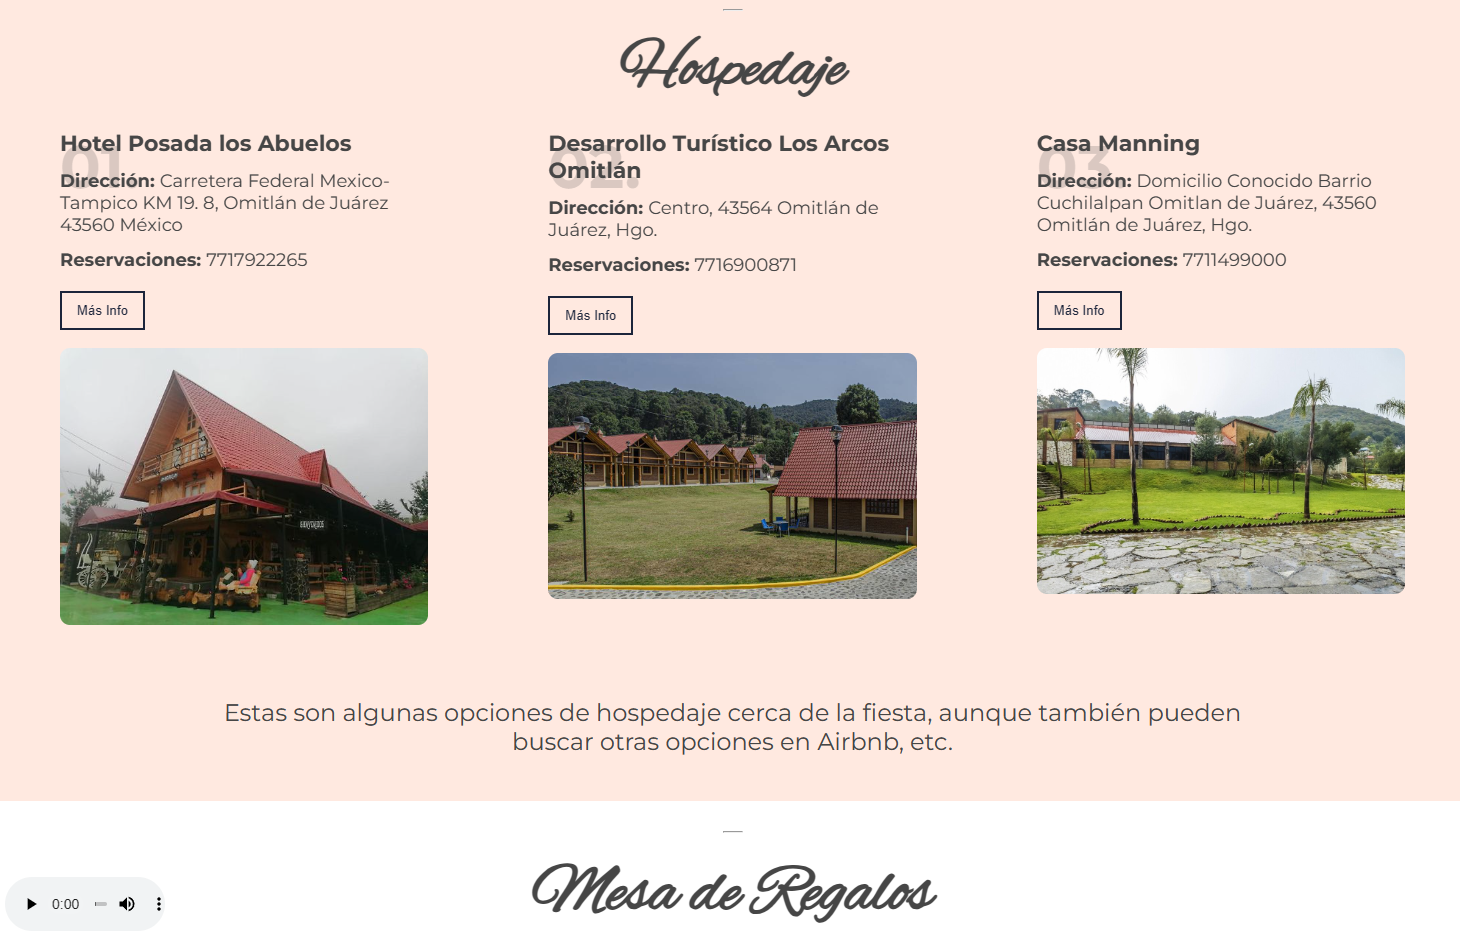 Hospedaje
01.
Hotel Posada los Abuelos
Dirección: Carretera Federal Mexico-
Tampico KM 19. 8, Omitlán de Juárez
43560 México
Reservaciones: 7717922265
Más Info
BIENVENIDOS
02.
Desarrollo Turístico Los Arcos
Omitlán
Dirección: Centro, 43564 Omitlán de
Juárez, Hgo.
Reservaciones: 7716900871
Más Info
03.
Casa Manning
Dirección: Domicilio Conocido Barrio
Cuchilalpan Omitlan de Juárez, 43560
Omitlán de Juárez, Hgo.
Reservaciones: 7711499000
Más Info
Estas son algunas opciones de hospedaje cerca de la fiesta, aunque también pueden
buscar otras opciones en Airbnb, etc.
Mesa de Regalos
0:00